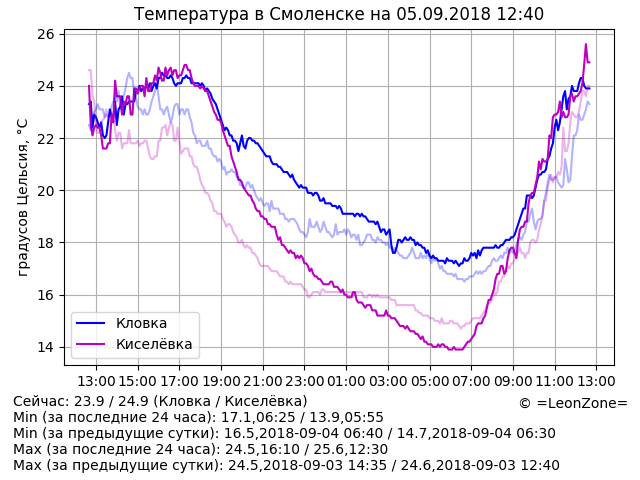 Температура в Смоленске на 05.09.2018 12:40
градусов Цельсия, °C
26
24
22
20
18
16
14
Кловка
Киселёвка
13:00 15:00 17:00 19:00 21:00 23:00 01:00 03:00 05:00 07:00 09:00 11:00 13:00
Сейчас: 23.9 / 24.9 (Кловка / Киселёвка)
© =LeonZone=
Min (за последние 24 часа): 17.1,06:25 / 13.9,05:55
Min (за предыдущие сутки): 16.5,2018-09-04 06:40 / 14.7,2018-09-04 06:30
Max (за последние 24 часа): 24.5,16:10 / 25.6,12:30
Max (за предыдущие сутки): 24.5,2018-09-03 14:35 / 24.6,2018-09-03 12:40